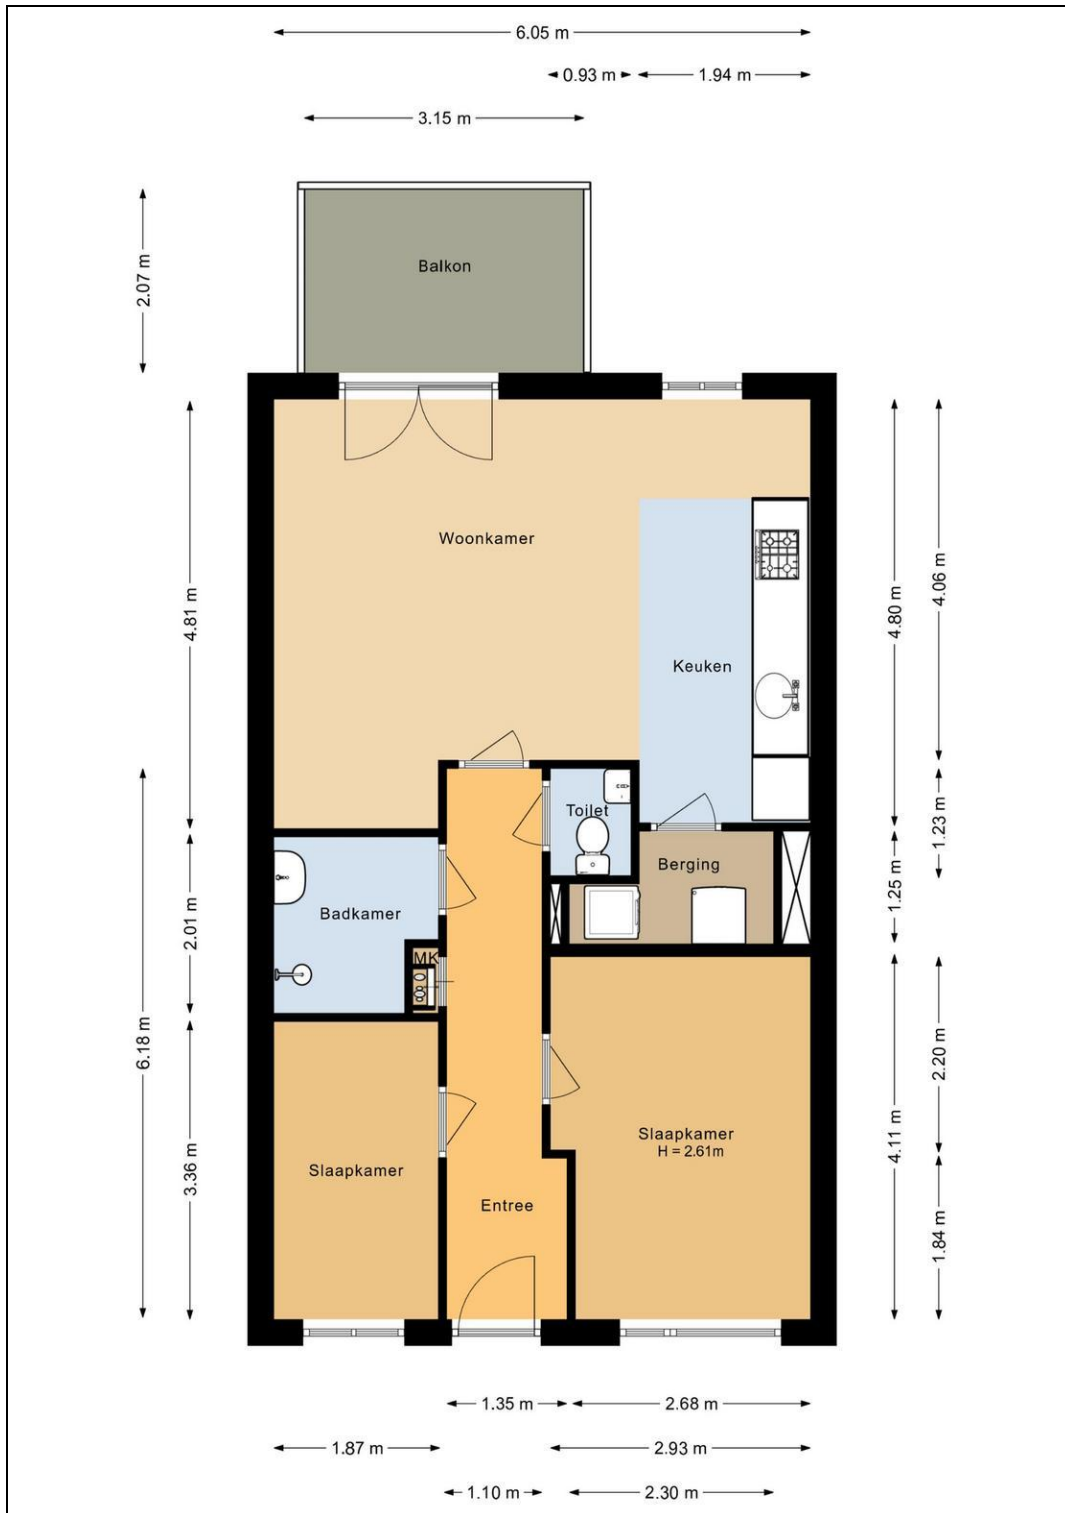 6.05 m
0.93 m
1.94 m
3.15 m
2.07 m
Balkon
4.81 m
Woonkamer
4.06 m
4.80 m
Keuken
Toilet
1.23 m
Berging
1.25 m
Badkamer
2.01 m
MK
6.18 m
2.20 m
4.11 m
Slaapkamer
H = 2.61m
3.36 m
Slaapkamer
Entree
1.84 m
1.35 m
2.68 m
1.87 m
2.93 m
1.10 m
2.30 m